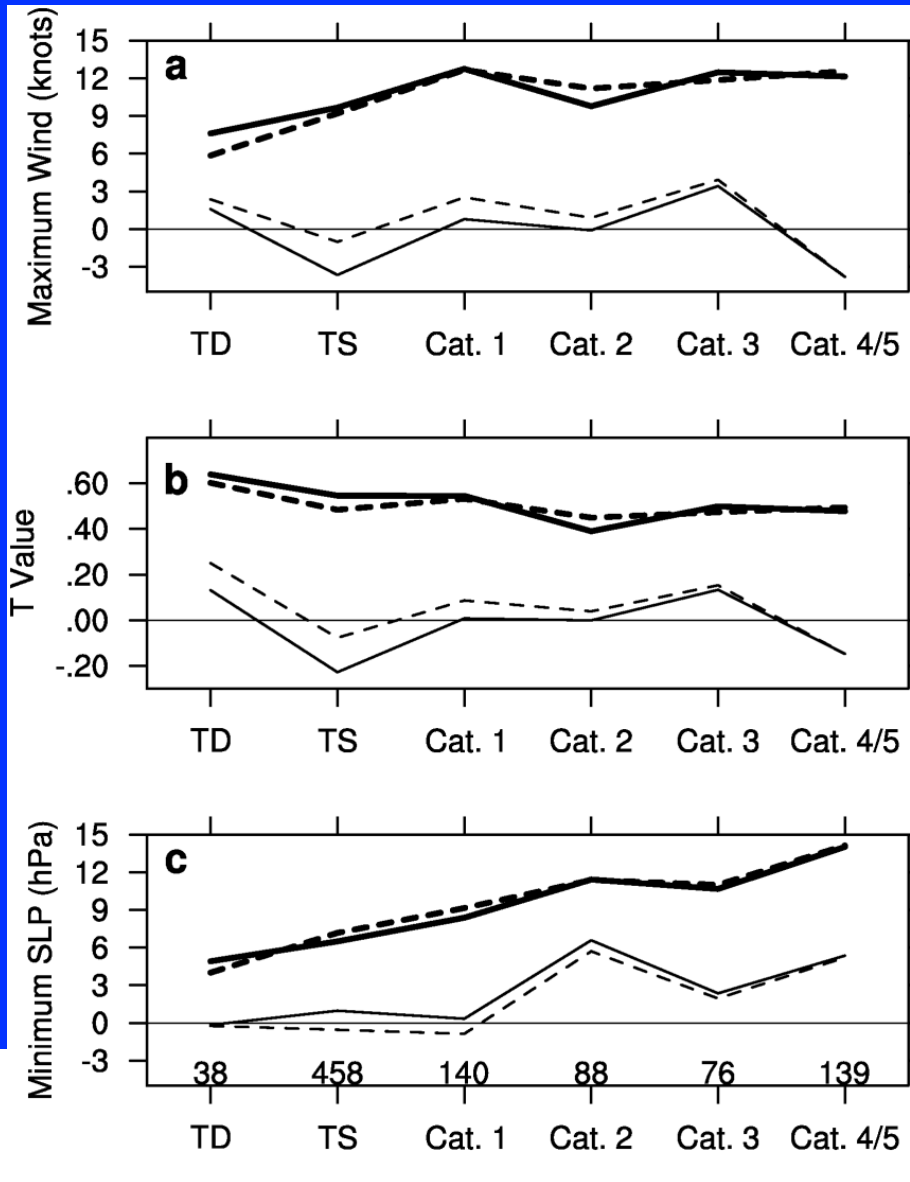 Maximum Wind (knots)
a
15
12
9
6
3
0
-3
TD TS Cat. 1 Cat. 2 Cat. 3 Cat. 4/5
T Value
b
.60
.40
.20
.00
-.20
TD TS Cat. 1 Cat. 2 Cat. 3 Cat. 4/5
Minimum SLP (hPa)
c
15
12
9
6
3
0
-3
38 458 140 88 76 139
TD TS Cat. 1 Cat. 2 Cat. 3 Cat. 4/5